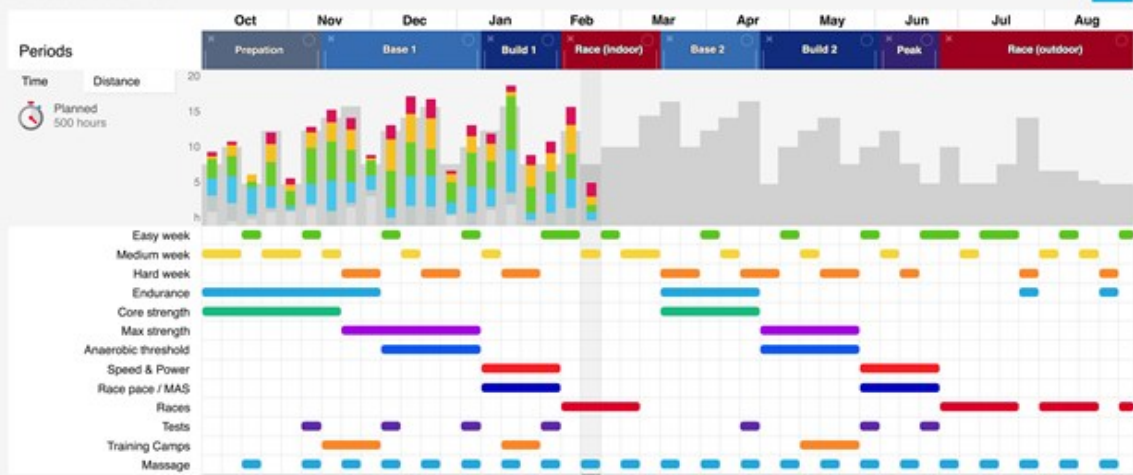 Oct Nov Dec Jan Feb Mar Apr May Jun Jul Aug
Periods
Prepation Base 1 Build 1 Race (indoor) Base 2 Build 2 Peak Race (outdoor)
Time Distance
Planned
500 hours
20
15
10
5
h
Easy week
Medium week
Hard week
Endurance
Core strength
Max strength
Anaerobic threshold
Speed & Power
Race pace / MAS
Races
Tests
Training Camps
Massage